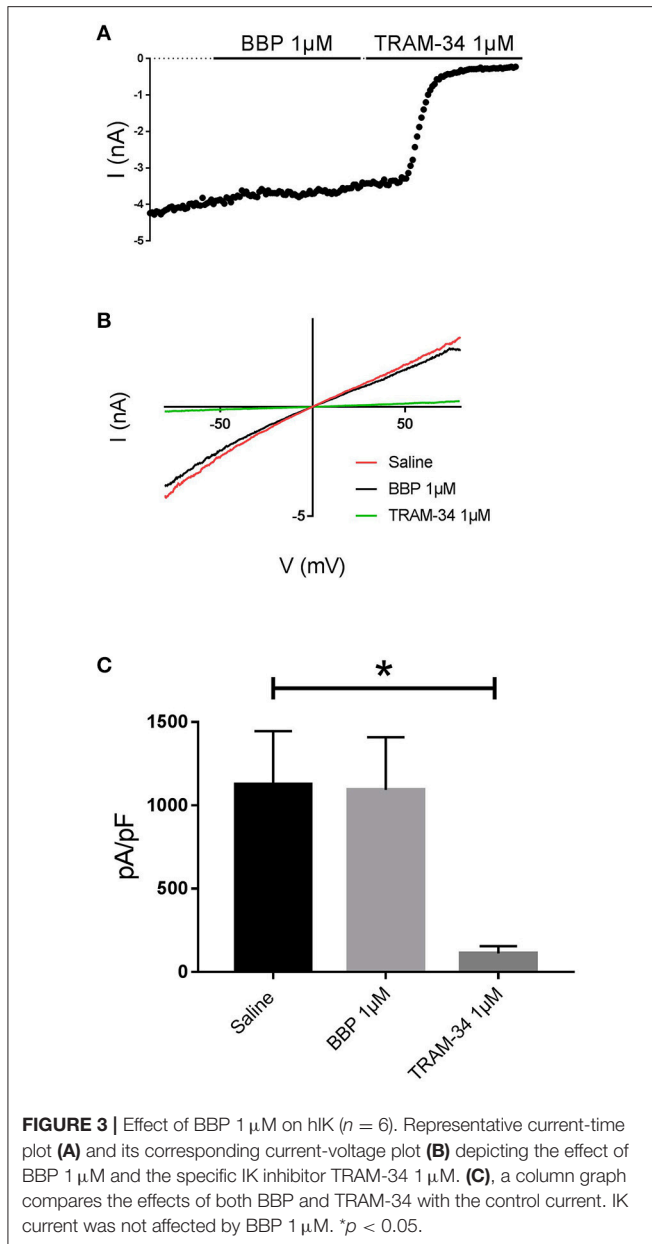 A
BBP 1µM TRAM-34 1µM
0
-1
-2
-3
-4
-5
I (nA)
B
I (nA)
-50 50
-5
Saline
BBP 1µM
TRAM-34 1µM
V (mV)
C
*
1500
1000
500
0
pA/pF
Saline
BBP 1µM
TRAM-34 1µM
FIGURE 3 | Effect of BBP 1 µM on hIK (n = 6). Representative current-time
plot (A) and its corresponding current-voltage plot (B) depicting the effect of
BBP 1 µM and the specific IK inhibitor TRAM-34 1 µM. (C), a column graph
compares the effects of both BBP and TRAM-34 with the control current. IK
current was not affected by BBP 1 µM. *p < 0.05.